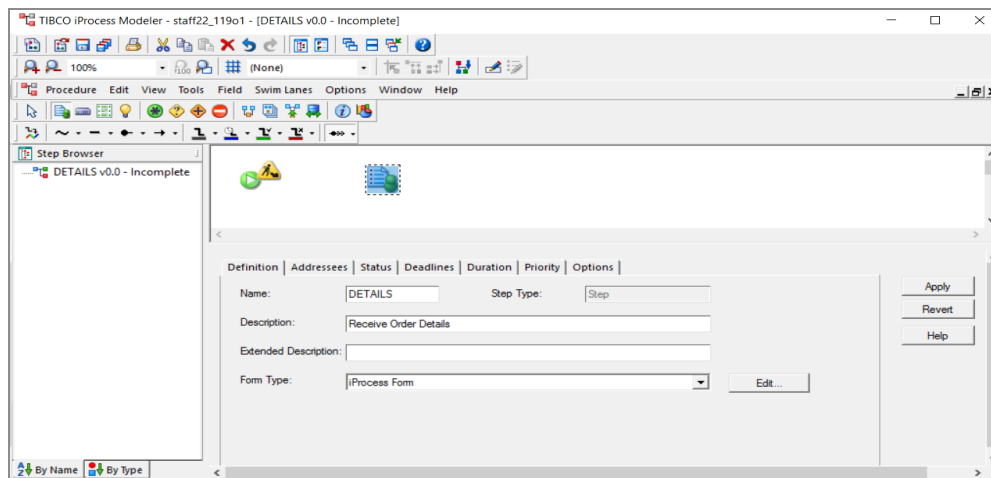 TIBCO iProcess Modeler - staff22_119o1 - [DETAILS v0.0 - Incomplete]
100% 100 (None)
Procedure Edit View Tools Field Swim Lanes Options Window Help
Step Browser
DETAILS v0.0 - Incomplete
Definition Addressees Status Deadlines Duration Priority Options
Name: DETAILS Step Type: Step
Description: Receive Order Details
Extended Description:
Form Type: iProcess Form Edit...
Apply
Revert
Help
By Name By Type